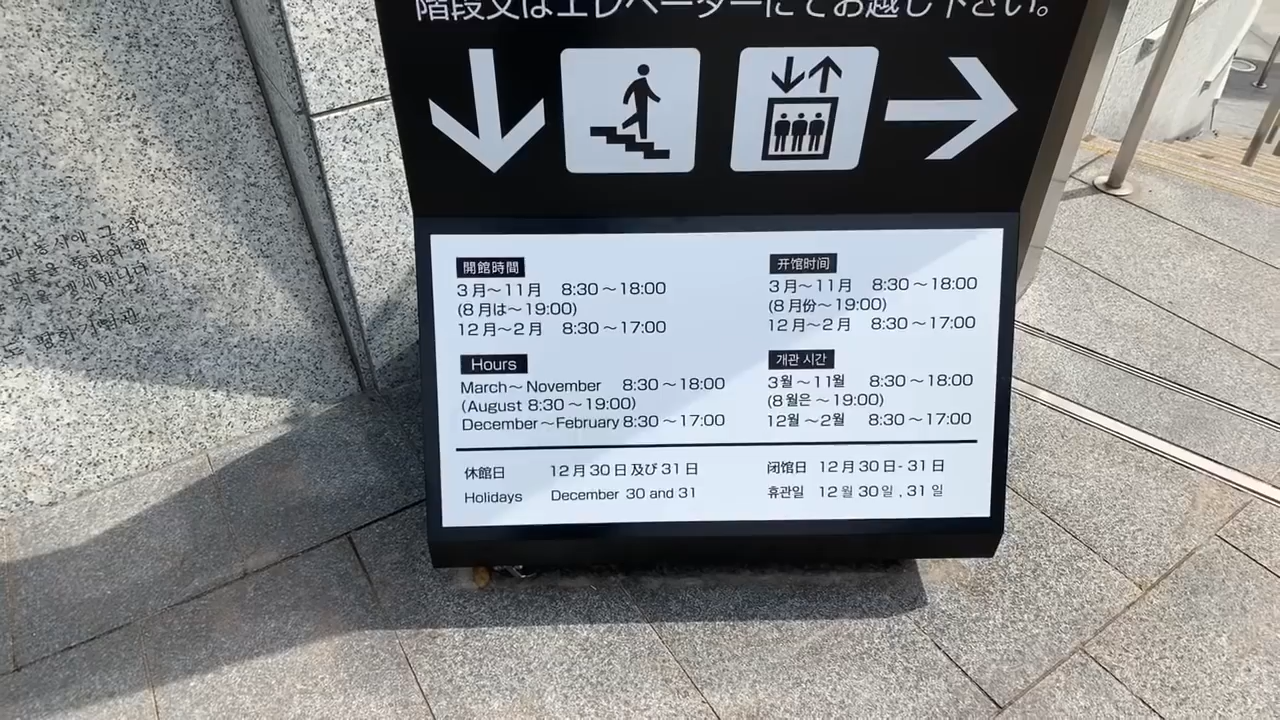 階段又はエレベーターにてお越し下さい。
開館時間
3月～11月 8:30～18:00
(8月は～19:00)
12月～2月 8:30～17:00
开馆时间
3月～11月 8:30～18:00
(8月份～19:00)
12月～2月 8:30～17:00
Hours
March～November 8:30～18:00
(August 8:30～19:00)
December～February 8:30～17:00
개관 시간
3월～11월 8:30～18:00
(8월은～19:00)
12월～2월 8:30～17:00
休館日 12月30日及び31日
Holidays December 30 and 31
闭馆日 12月30日-31日
휴관일 12월 30일 , 31일